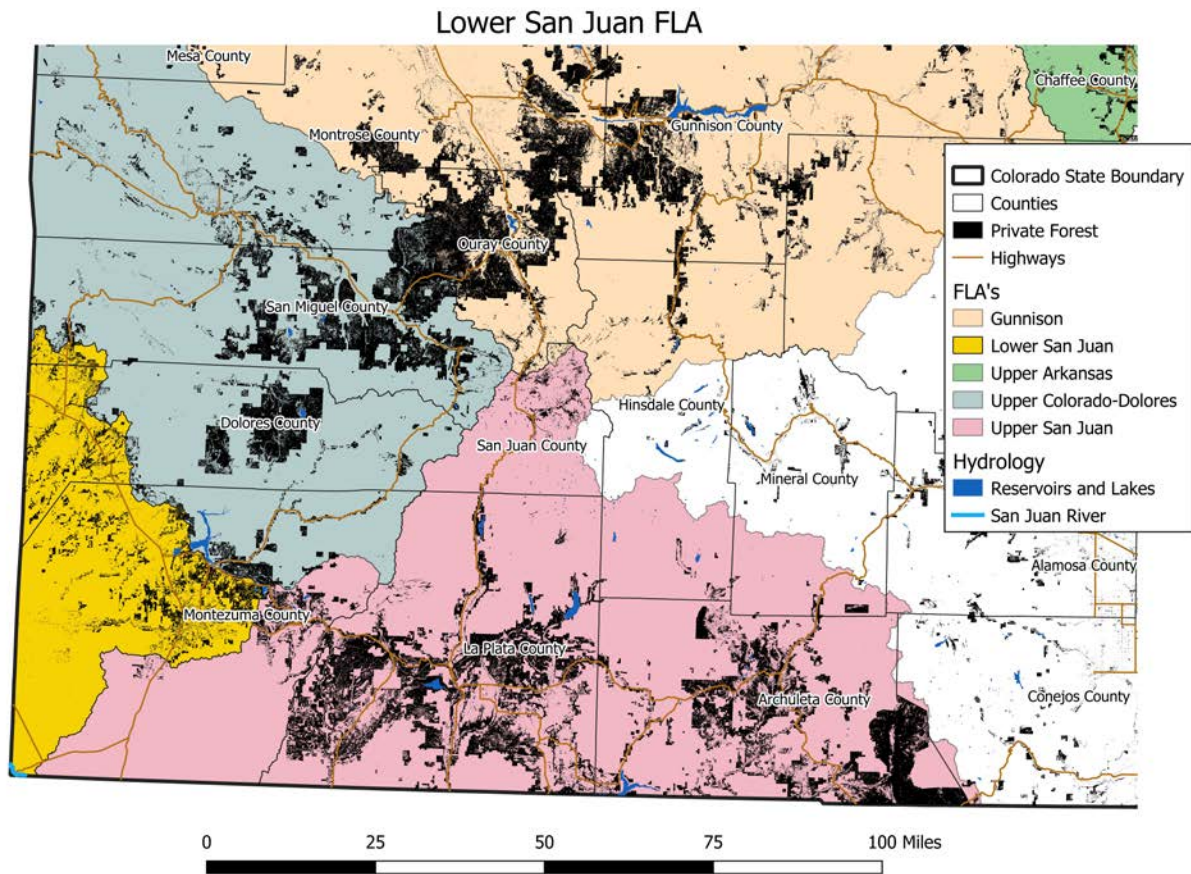 Lower San Juan FLA
Mesa County
Chaffee County
Montrose County
Gunnison County
Ouray County
San Miguel County
Hinsdale County
Dolores County
San Juan County
Mineral County
Alamosa County
Montezuma County
La Plata County
Archuleta County
Conejos County
Colorado State Boundary
Counties
Private Forest
Highways
FLA's
Gunnison
Lower San Juan
Upper Arkansas
Upper Colorado-Dolores
Upper San Juan
Hydrology
Reservoirs and Lakes
San Juan River
0 25 50 75 100 Miles